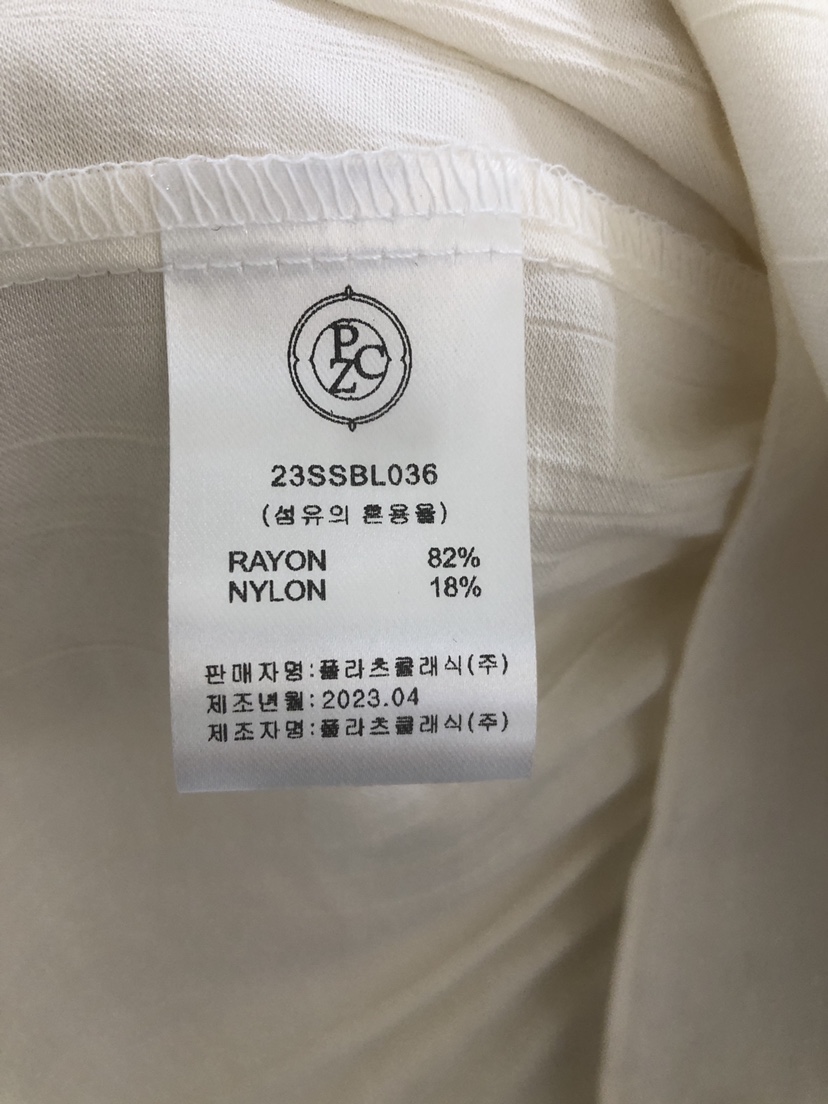 PZC
23SSBL036
(섬유의 혼용율)
RAYON 82%
NYLON 18%
판매자명:플라츠클래식(주)
제조년월:2023.04
제조자명:플라츠클래식(주)